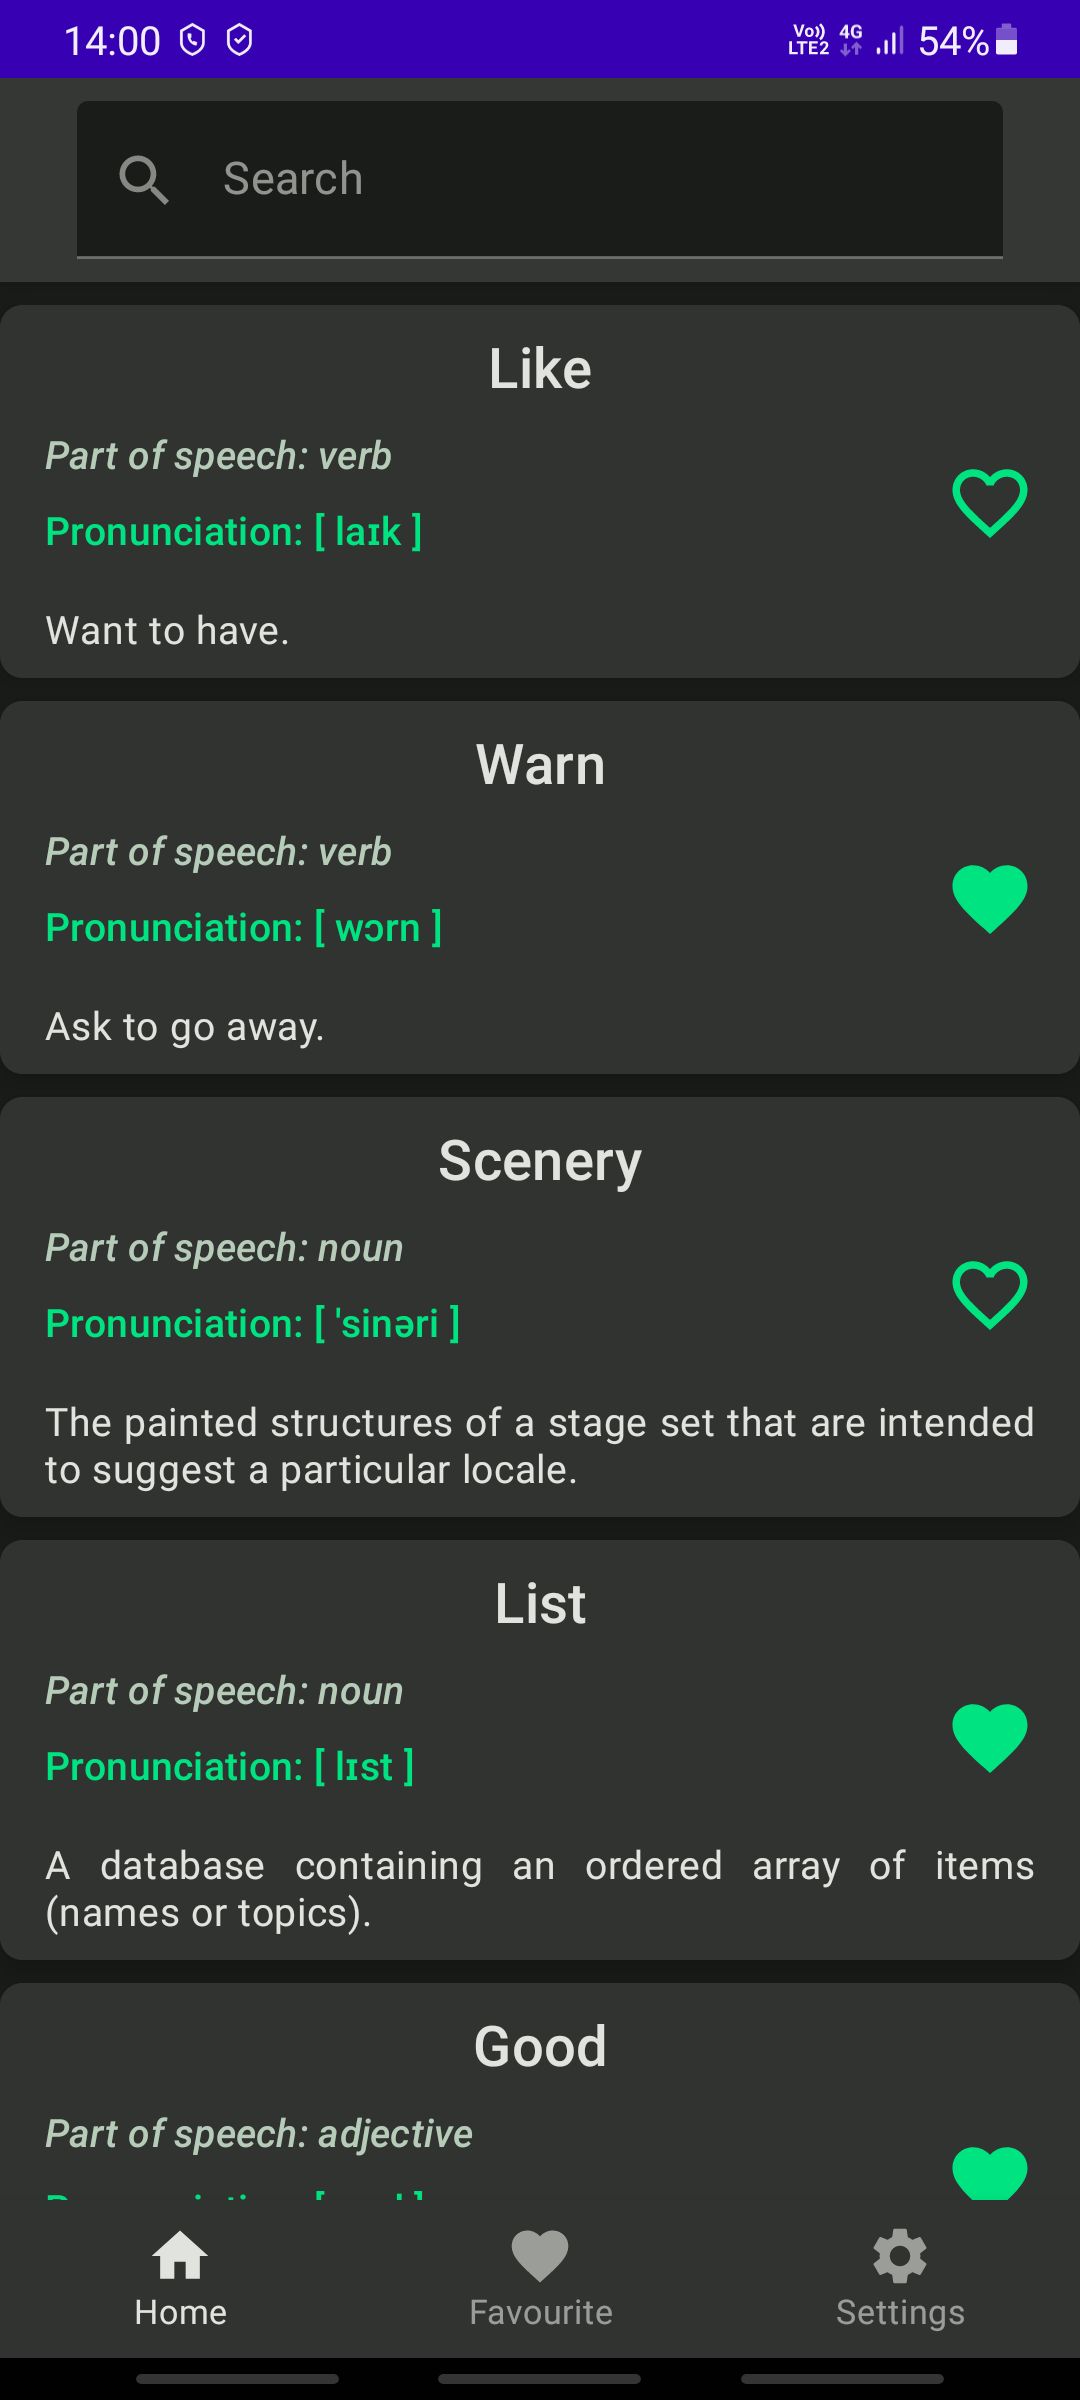 14:00
Vo)) LTE2 4G 54%
Search
Like
Part of speech: verb
Pronunciation: [ laɪk ]
Want to have.
Warn
Part of speech: verb
Pronunciation: [ wɔrn ]
Ask to go away.
Scenery
Part of speech: noun
Pronunciation: [ 'sinəri ]
The painted structures of a stage set that are intended
to suggest a particular locale.
List
Part of speech: noun
Pronunciation: [ lɪst ]
A database containing an ordered array of items
(names or topics).
Good
Part of speech: adjective
Home
Favourite
Settings